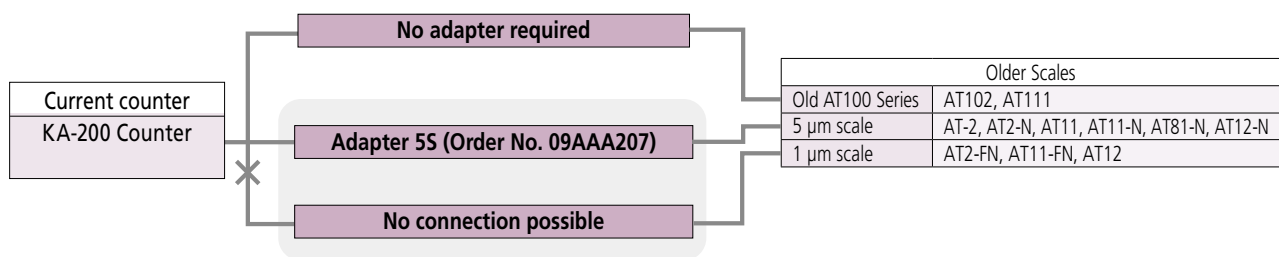 No adapter required
Older Scales
Current counter
Old AT100 Series AT102, AT111
KA-200 Counter
Adapter 5S (Order No. 09AAA207)
5 µm scale AT-2, AT2-N, AT11, AT11-N, AT81-N, AT12-N
1 µm scale AT2-FN, AT11-FN, AT12
No connection possible